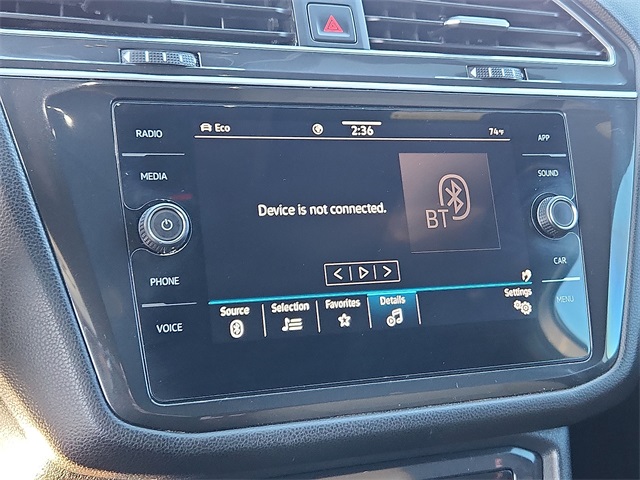 RADIO
MEDIA
PHONE
VOICE
Eco
2:36
74°F
Device is not connected.
BT
Source
Selection
Favorites
Details
Settings
APP
SOUND
CAR
MENU